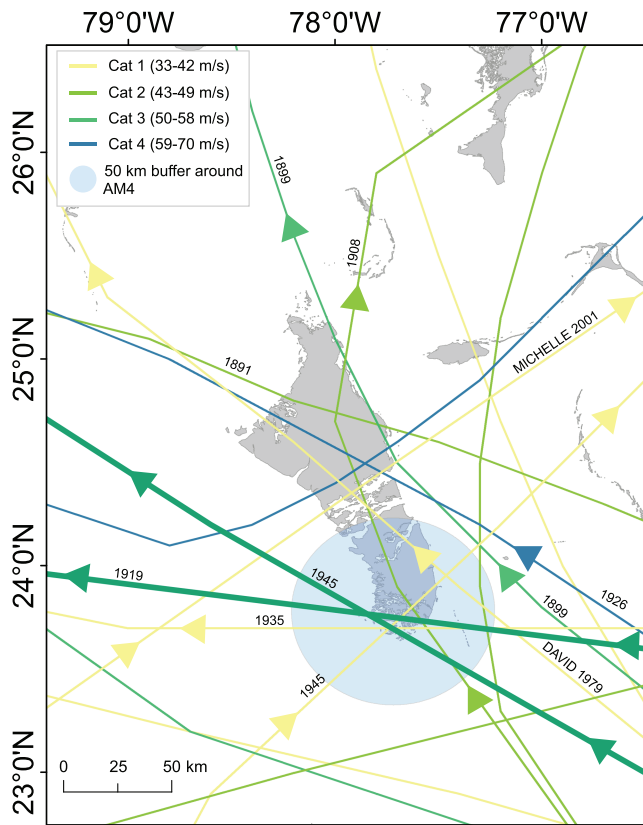 79°0'W 78°0'W 77°0'W
26°0'N
25°0'N
24°0'N
23°0'N
Cat 1 (33-42 m/s)
Cat 2 (43-49 m/s)
Cat 3 (50-58 m/s)
Cat 4 (59-70 m/s)
50 km buffer around
AM4
1899
1908
MICHELLE 2001
1891
1919
1945
1926
1899
1935
DAVID 1979
1945
0 25 50 km